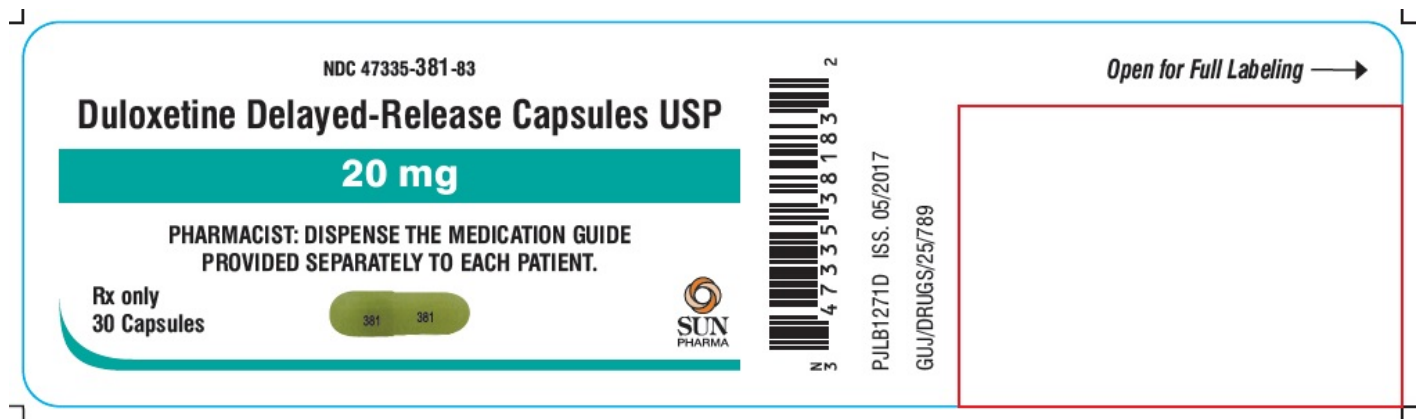 NDC 47335-381-83
Duloxetine Delayed-Release Capsules USP
20 mg
PHARMACIST: DISPENSE THE MEDICATION GUIDE
PROVIDED SEPARATELY TO EACH PATIENT.
Rx only
30 Capsules
381 381
SUN
PHARMA
N 3 47335 38183 2
PJLB1271D ISS. 05/2017
GUJ/DRUGS/25/789
Open for Full Labeling